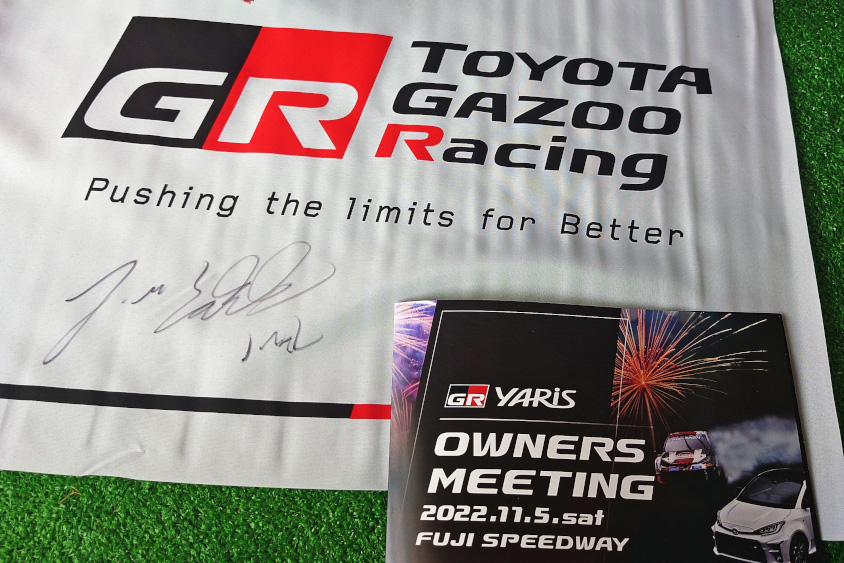 GR
TOYOTA
GAZOO
Racing
Pushing the limits for Better
GR YARIS
OWNERS
MEETING
2022.11.5.sat
FUJI SPEEDWAY